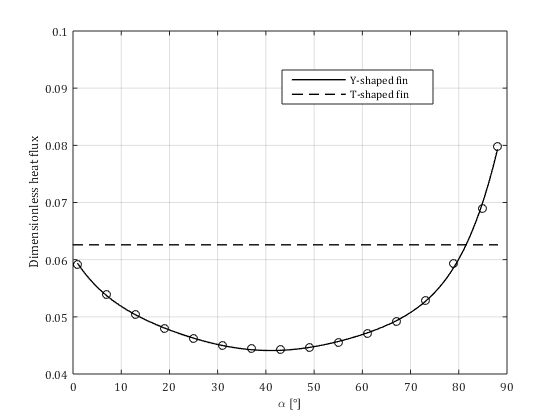 0.1
0.09
0.08
0.07
0.06
0.05
0.04
Dimensionless heat flux
Y-shaped fin
T-shaped fin
0 10 20 30 40 50 60 70 80 90
α [°]